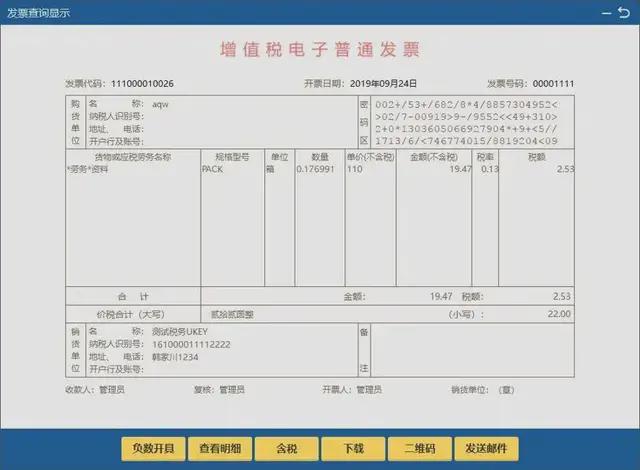 发票查询显示
增值税电子普通发票
发票代码：111000010026 开票日期：2019年09月24日 发票号码：00001111
购货单位
名 称：aqw
纳税人识别号：
地址、 电话：
开户行及账号：
密码区
002+/53+/682/8*4/8857304952<
>02/7-00919>9-/9552<<49+310>
2+0*1303605066927904*+9+<5//
1713/6/<746774015/8819204<09
货物或应税劳务名称 规格型号 单位 数量 单价(不含税) 金额(不含税) 税率 税额
*劳务*资料 PACK 箱 0.176991 110 19.47 0.13 2.53
合 计 金额： 19.47 税额： 2.53
价税合计（大写） 贰拾贰圆整 （小写）： 22.00
销货单位
名 称：测试税务UKEY
纳税人识别号：161000011112222
地址、 电话：韩家川1234
开户行及账号：
备注
收款人：管理员 复核：管理员 开票人：管理员 销货单位：（章）
负数开具 查看明细 含税 下载 二维码 发送邮件